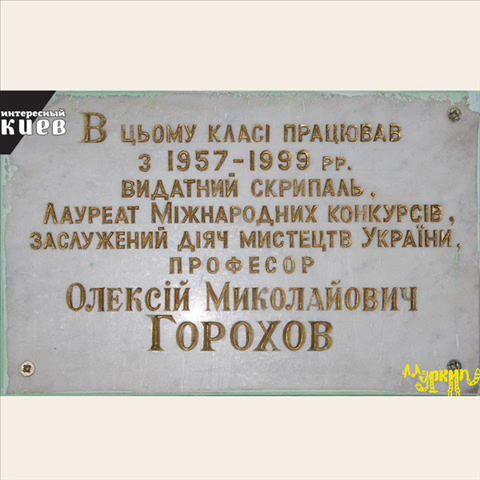 интересный
киев
В цьому класі працював
з 1957-1999 рр.
видатний скрипаль,
Лауреат Міжнародних конкурсів,
заслужений діяч мистецтв України,
професор
Олексій Миколайович
Горохов